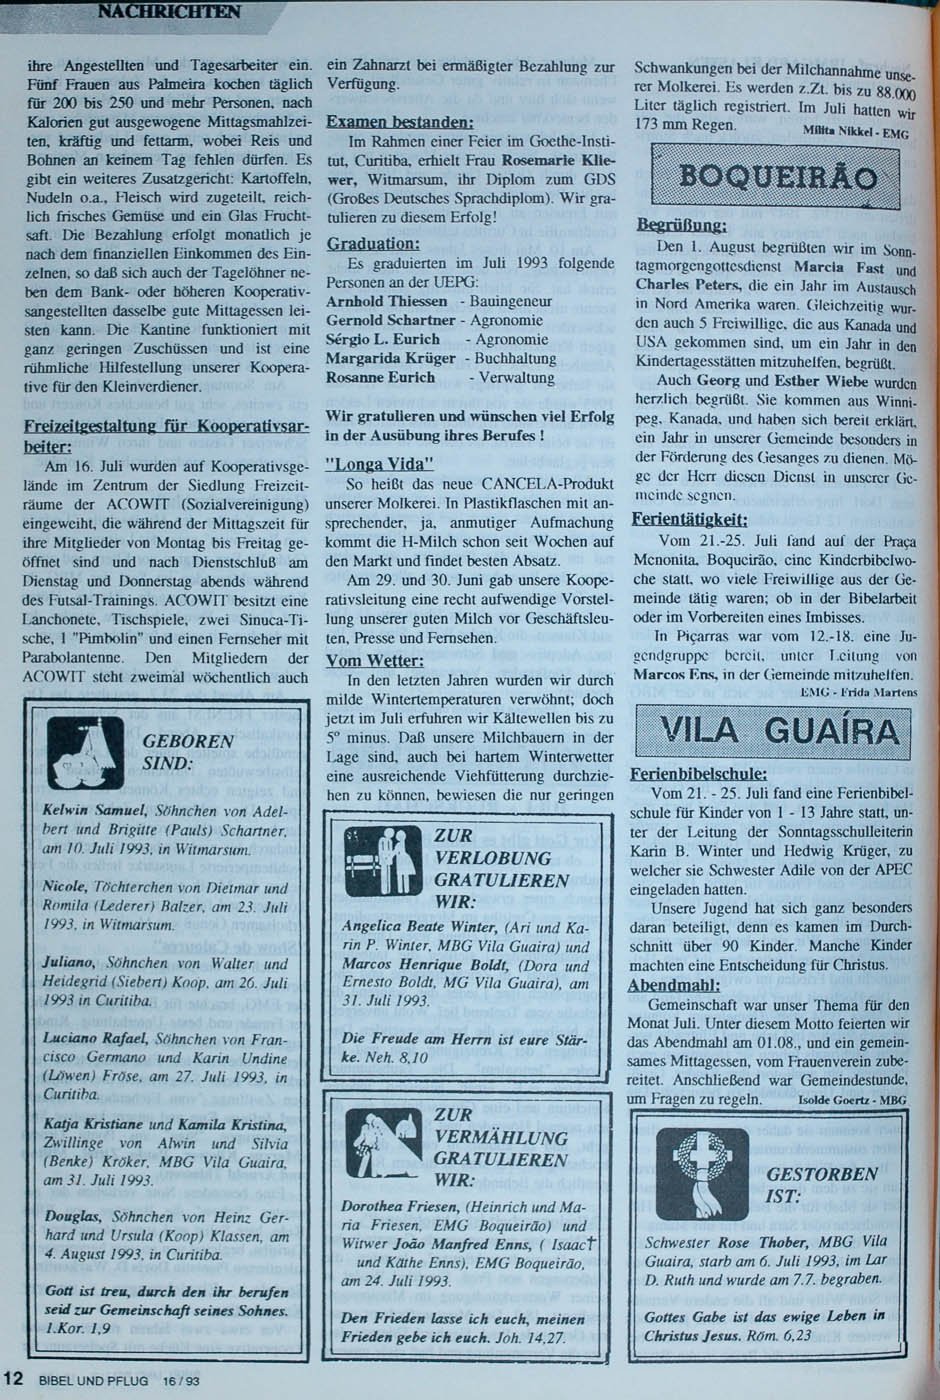 NACHRICHTEN
ihre Angestellten und Tagesarbeiter ein.
Fünf Frauen aus Palmeira kochen täglich
für 200 bis 250 und mehr Personen, nach
Kalorien gut ausgewogene Mittagsmahlzei-
ten, kräftig und fettarm, wobei Reis und
Bohnen an keinem Tag fehlen dürfen. Es
gibt ein weiteres Zusatzgericht: Kartoffeln,
Nudeln o.a., Fleisch wird zugeteilt, reich-
lich frisches Gemüse und ein Glas Frucht-
saft. Die Bezahlung erfolgt monatlich je
nach dem finanziellen Einkommen des Ein-
zelnen, so daß sich auch der Tagelöhner ne-
ben dem Bank- oder höheren Kooperativ-
sangestellten dasselbe gute Mittagessen lei-
sten kann. Die Kantine funktioniert mit
ganz geringen Zuschüssen und ist eine
rühmliche Hilfestellung unserer Koopera-
tive für den Kleinverdiener.
Freizeitgestaltung für Kooperativsar-
beiter:
Am 16. Juli wurden auf Kooperativsge-
lände im Zentrum der Siedlung Freizeit-
räume der ACOWIT (Sozialvereinigung)
eingeweiht, die während der Mittagszeit für
ihre Mitglieder von Montag bis Freitag ge-
öffnet sind und nach Dienstschluß am
Dienstag und Donnerstag abends während
des Futsal-Trainings. ACOWIT besitzt eine
Lanchonete, Tischspiele, zwei Sinuca-Ti-
sche, 1 "Pimbolin" und einen Fernseher mit
Parabolantenne. Den Mitgliedern der
ACOWIT steht zweimal wöchentlich auch
GEBOREN
SIND:
Kelwin Samuel, Söhnchen von Adel-
bert und Brigitte (Pauls) Schartner,
am 10. Juli 1993, in Witmarsum.
Nicole, Töchterchen von Dietmar und
Romila (Lederer) Balzer, am 23. Juli
1993, in Witmarsum.
Juliano, Söhnchen von Walter und
Heidegrid (Siebert) Koop, am 26. Juli
1993 in Curitiba.
Luciano Rafael, Söhnchen von Fran-
cisco Germano und Karin Undine
(Löwen) Fröse, am 27. Juli 1993, in
Curitiba.
Katja Kristiane und Kamila Kristina,
Zwillinge von Alwin und Silvia
(Benke) Kröker, MBG Vila Guaira,
am 31. Juli 1993.
Douglas, Söhnchen von Heinz Ger-
hard und Ursula (Koop) Klassen, am
4. August 1993, in Curitiba.
Gott ist treu, durch den ihr berufen
seid zur Gemeinschaft seines Sohnes.
1.Kor. 1,9
ein Zahnarzt bei ermäßigter Bezahlung zur
Verfügung.
Examen bestanden:
Im Rahmen einer Feier im Goethe-Insti-
tut, Curitiba, erhielt Frau Rosemarie Klie-
wer, Witmarsum, ihr Diplom zum GDS
(Großes Deutsches Sprachdiplom). Wir gra-
tulieren zu diesem Erfolg!
Graduation:
Es graduierten im Juli 1993 folgende
Personen an der UEPG:
Arnhold Thiessen - Bauingeneur
Gernold Schartner - Agronomie
Sérgio L. Eurich - Agronomie
Margarida Krüger - Buchhaltung
Rosanne Eurich - Verwaltung
Wir gratulieren und wünschen viel Erfolg
in der Ausübung ihres Berufes !
"Longa Vida"
So heißt das neue CANCELA-Produkt
unserer Molkerei. In Plastikflaschen mit an-
sprechender, ja, anmutiger Aufmachung
kommt die H-Milch schon seit Wochen auf
den Markt und findet besten Absatz.
Am 29. und 30. Juni gab unsere Koope-
rativsleitung eine recht aufwendige Vorstel-
lung unserer guten Milch vor Geschäftsleu-
ten, Presse und Fernsehen.
Vom Wetter:
In den letzten Jahren wurden wir durch
milde Wintertemperaturen verwöhnt; doch
jetzt im Juli erfuhren wir Kältewellen bis zu
5º minus. Daß unsere Milchbauern in der
Lage sind, auch bei hartem Winterwetter
eine ausreichende Viehfütterung durchzie-
hen zu können, bewiesen die nur geringen
ZUR
VERLOBUNG
GRATULIEREN
WIR:
Angelica Beate Winter, (Ari und Ka-
rin P. Winter, MBG Vila Guaira) und
Marcos Henrique Boldt, (Dora und
Ernesto Boldt, MG Vila Guaira), am
31. Juli 1993.
Die Freude am Herrn ist eure Stär-
ke. Neh. 8,10
ZUR
VERMÄHLUNG
GRATULIEREN
WIR:
Dorothea Friesen, (Heinrich und Ma-
ria Friesen, EMG Boqueirão) und
Witwer João Manfred Enns, ( Isaac†
und Käthe Enns), EMG Boqueirão,
am 24. Juli 1993.
Den Frieden lasse ich euch, meinen
Frieden gebe ich euch. Joh. 14,27.
Schwankungen bei der Milchannahme unse-
rer Molkerei. Es werden z.Zt. bis zu 88.000
Liter täglich registriert. Im Juli hatten wir
173 mm Regen. Milita Nikkel - EMG
BOQUEIRÃO
Begrüßung:
Den 1. August begrüßten wir im Sonn-
tagmorgengottesdienst Marcia Fast und
Charles Peters, die ein Jahr im Austausch
in Nord Amerika waren. Gleichzeitig wur-
den auch 5 Freiwillige, die aus Kanada und
USA gekommen sind, um ein Jahr in den
Kindertagesstätten mitzuhelfen, begrüßt.
Auch Georg und Esther Wiebe wurden
herzlich begrüßt. Sie kommen aus Winni-
peg, Kanada, und haben sich bereit erklärt,
ein Jahr in unserer Gemeinde besonders in
der Förderung des Gesanges zu dienen. Mö-
ge der Herr diesen Dienst in unserer Ge-
meinde segnen.
Ferientätigkeit:
Vom 21.-25. Juli fand auf der Praça
Menonita, Boqueirão, eine Kinderbibelwo-
che statt, wo viele Freiwillige aus der Ge-
meinde tätig waren; ob in der Bibelarbeit
oder im Vorbereiten eines Imbisses.
In Piçarras war vom 12.-18. eine Ju-
gendgruppe bereit, unter Leitung von
Marcos Ens, in der Gemeinde mitzuhelfen.
EMG - Frida Martens
VILA GUAÍRA
Ferienbibelschule:
Vom 21. - 25. Juli fand eine Ferienbibel-
schule für Kinder von 1 - 13 Jahre statt, un-
ter der Leitung der Sonntagsschulleiterin
Karin B. Winter und Hedwig Krüger, zu
welcher sie Schwester Adile von der APEC
eingeladen hatten.
Unsere Jugend hat sich ganz besonders
daran beteiligt, denn es kamen im Durch-
schnitt über 90 Kinder. Manche Kinder
machten eine Entscheidung für Christus.
Abendmahl:
Gemeinschaft war unser Thema für den
Monat Juli. Unter diesem Motto feierten wir
das Abendmahl am 01.08., und ein gemein-
sames Mittagessen, vom Frauenverein zube-
reitet. Anschließend war Gemeindestunde,
um Fragen zu regeln. Isolde Goertz - MBG
GESTORBEN
IST:
Schwester Rose Thober, MBG Vila
Guaira, starb am 6. Juli 1993, im Lar
D. Ruth und wurde am 7.7. begraben.
Gottes Gabe ist das ewige Leben in
Christus Jesus. Röm. 6,23
12 BIBEL UND PFLUG 16/93